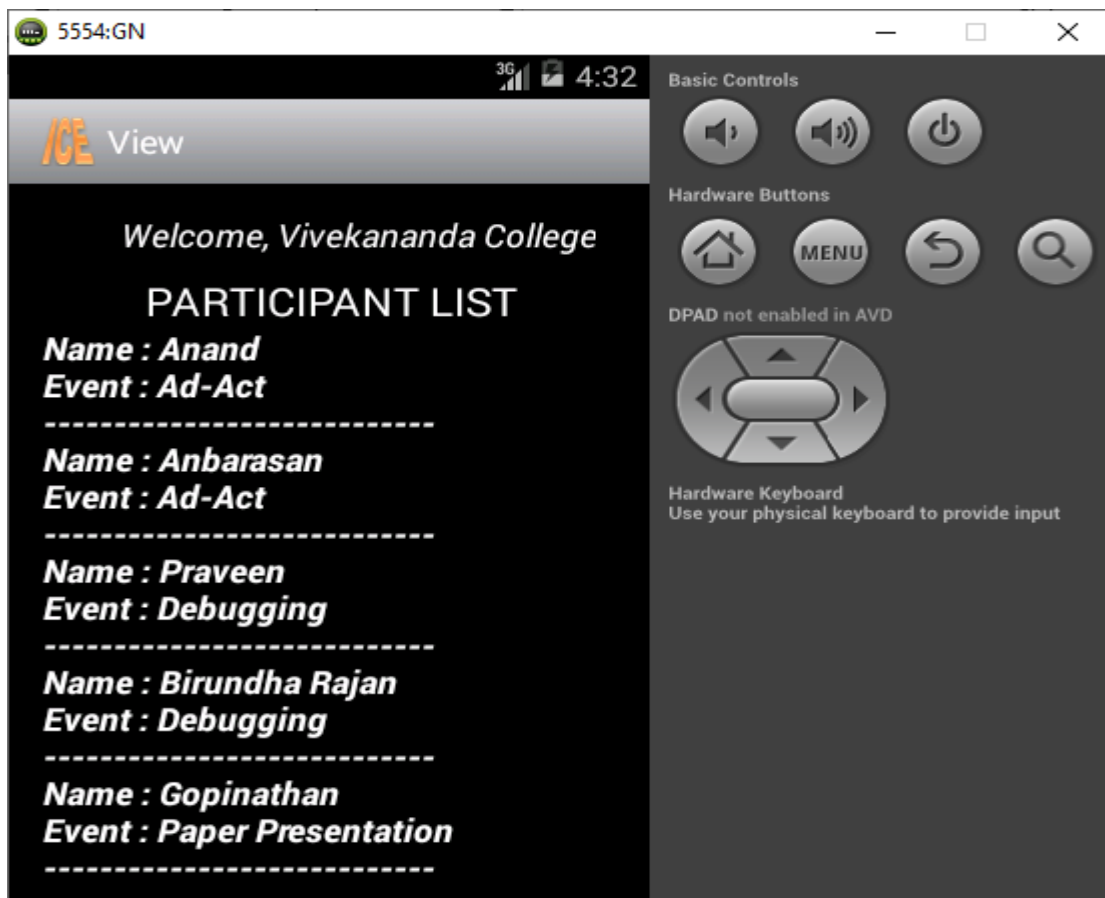 5554:GN
3G 4:32
ICE View
Welcome, Vivekananda College
PARTICIPANT LIST
Name : Anand
Event : Ad-Act
----------------------------
Name : Anbarasan
Event : Ad-Act
----------------------------
Name : Praveen
Event : Debugging
----------------------------
Name : Birundha Rajan
Event : Debugging
----------------------------
Name : Gopinathan
Event : Paper Presentation
----------------------------
Basic Controls
Hardware Buttons
MENU
DPAD not enabled in AVD
Hardware Keyboard
Use your physical keyboard to provide input